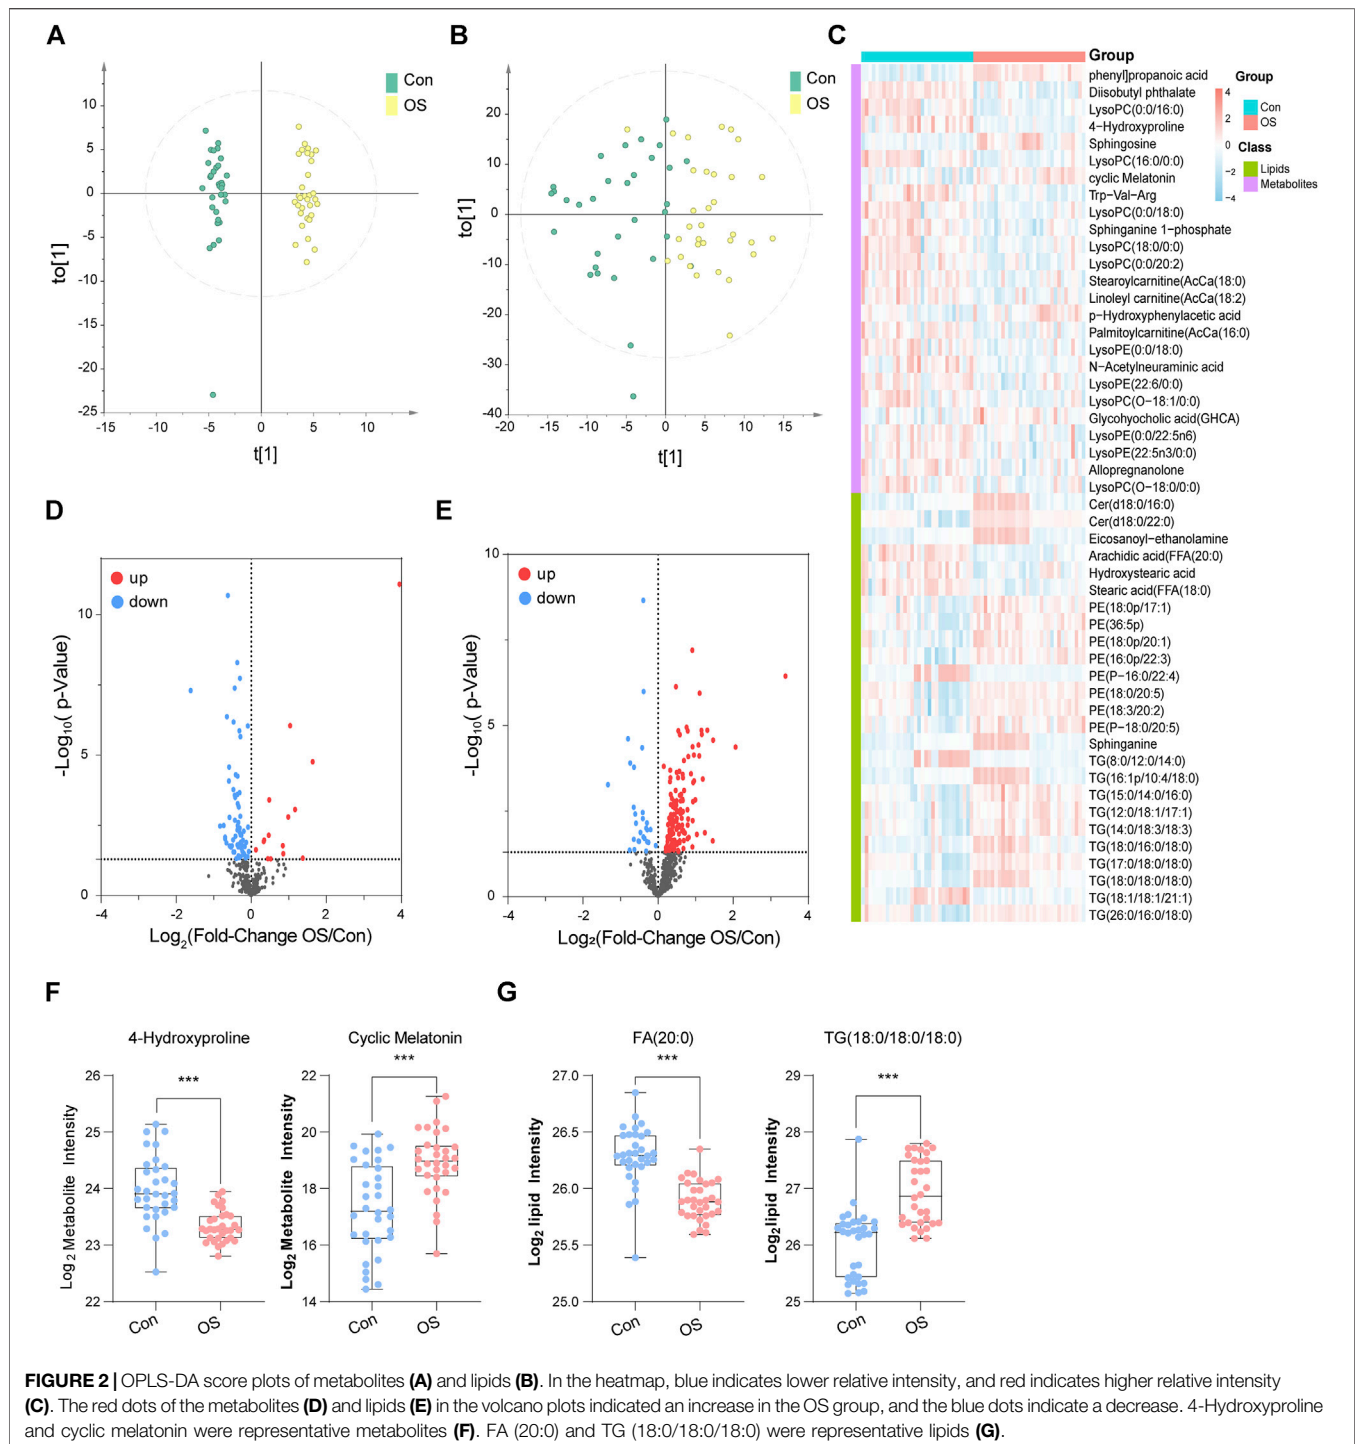 A
Con
OS
10
5
0
-5
-10
-15
-20
-25
-15
-10
-5
0
5
10
to[1]
t[1]
B
Con
OS
20
10
0
-10
-20
-30
-40
-20
-15
-10
-5
0
5
10
15
to[1]
t[1]
C
Group
phenyl]propanoic acid
Diisobutyl phthalate
LysoPC(0:0/16:0)
4-Hydroxyproline
Sphingosine
LysoPC(16:0/0:0)
cyclic Melatonin
Trp-Val-Arg
LysoPC(0:0/18:0)
Sphinganine 1-phosphate
LysoPC(18:0/0:0)
LysoPC(0:0/20:2)
Stearoylcarnitine(AcCa(18:0)
Linoleyl carnitine(AcCa(18:2)
p-Hydroxyphenylacetic acid
Palmitoylcarnitine(AcCa(16:0)
LysoPE(0:0/18:0)
N-Acetylneuraminic acid
LysoPE(22:6/0:0)
LysoPC(O-18:1/0:0)
Glycohyocholic acid(GHCA)
LysoPE(0:0/22:5n6)
LysoPE(22:5n3/0:0)
Allopregnanolone
LysoPC(O-18:0/0:0)
Cer(d18:0/16:0)
Cer(d18:0/22:0)
Eicosanoyl-ethanolamine
Arachidic acid(FFA(20:0)
Hydroxystearic acid
Stearic acid(FFA(18:0)
PE(18:0p/17:1)
PE(36:5p)
PE(18:0p/20:1)
PE(16:0p/22:3)
PE(P-16:0/22:4)
PE(18:0/20:5)
PE(18:3/20:2)
PE(P-18:0/20:5)
Sphinganine
TG(8:0/12:0/14:0)
TG(16:1p/10:4/18:0)
TG(15:0/14:0/16:0)
TG(12:0/18:1/17:1)
TG(14:0/18:3/18:3)
TG(18:0/16:0/18:0)
TG(17:0/18:0/18:0)
TG(18:0/18:0/18:0)
TG(18:1/18:1/21:1)
TG(26:0/16:0/18:0)
4
2
0
-2
-4
Group
Con
OS
Class
Lipids
Metabolites
D
up
down
10
5
0
-4
-2
0
2
4
-Log10( p-Value)
Log2(Fold-Change OS/Con)
E
up
down
10
5
0
-4
-2
0
2
4
-Log10( p-Value)
Log2(Fold-Change OS/Con)
F
4-Hydroxyproline
***
26
25
24
23
22
Log 2 Metabolite Intensity
Con
OS
Cyclic Melatonin
***
22
20
18
16
14
Log2 Metabolite Intensity
Con
OS
G
FA(20:0)
***
27.0
26.5
26.0
25.5
25.0
Log2 lipid Intensity
Con
OS
TG(18:0/18:0/18:0)
***
29
28
27
26
25
Log2 lipid Intensity
Con
OS
FIGURE 2 | OPLS-DA score plots of metabolites (A) and lipids (B). In the heatmap, blue indicates lower relative intensity, and red indicates higher relative intensity
(C). The red dots of the metabolites (D) and lipids (E) in the volcano plots indicated an increase in the OS group, and the blue dots indicate a decrease. 4-Hydroxyproline
and cyclic melatonin were representative metabolites (F). FA (20:0) and TG (18:0/18:0/18:0) were representative lipids (G).